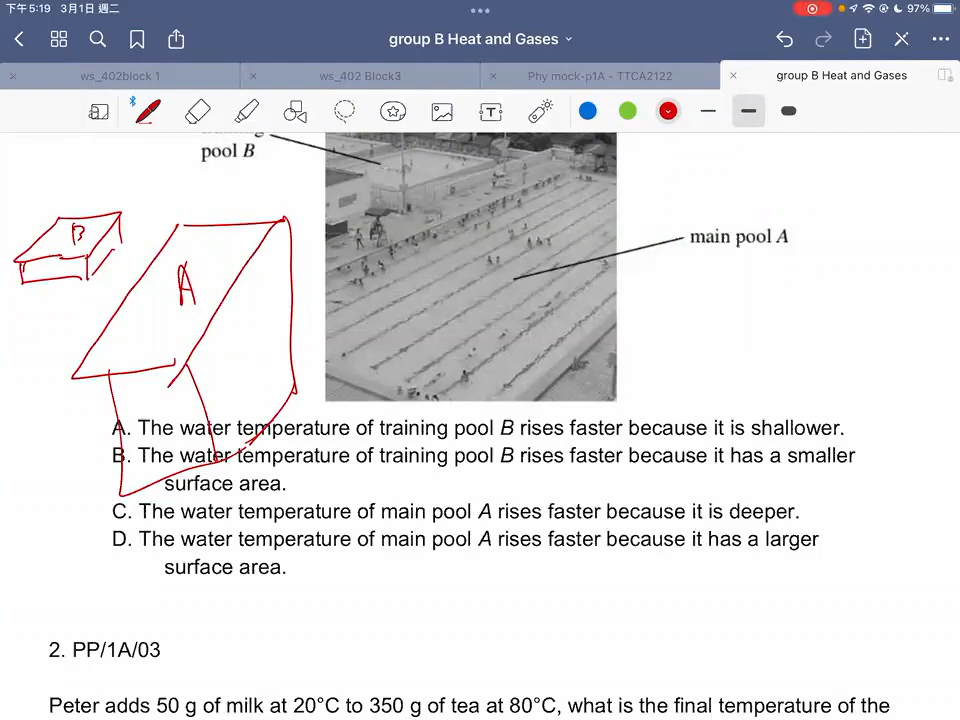 下午5:19 3月1日 週二
97%
group B Heat and Gases
ws_402block 1
ws_402 Block3
Phy mock-p1A - TTCA2122
group B Heat and Gases
pool B
main pool A
B
A
A. The water temperature of training pool B rises faster because it is shallower.
B. The water temperature of training pool B rises faster because it has a smaller
surface area.
C. The water temperature of main pool A rises faster because it is deeper.
D. The water temperature of main pool A rises faster because it has a larger
surface area.
2. PP/1A/03
Peter adds 50 g of milk at 20°C to 350 g of tea at 80°C, what is the final temperature of the